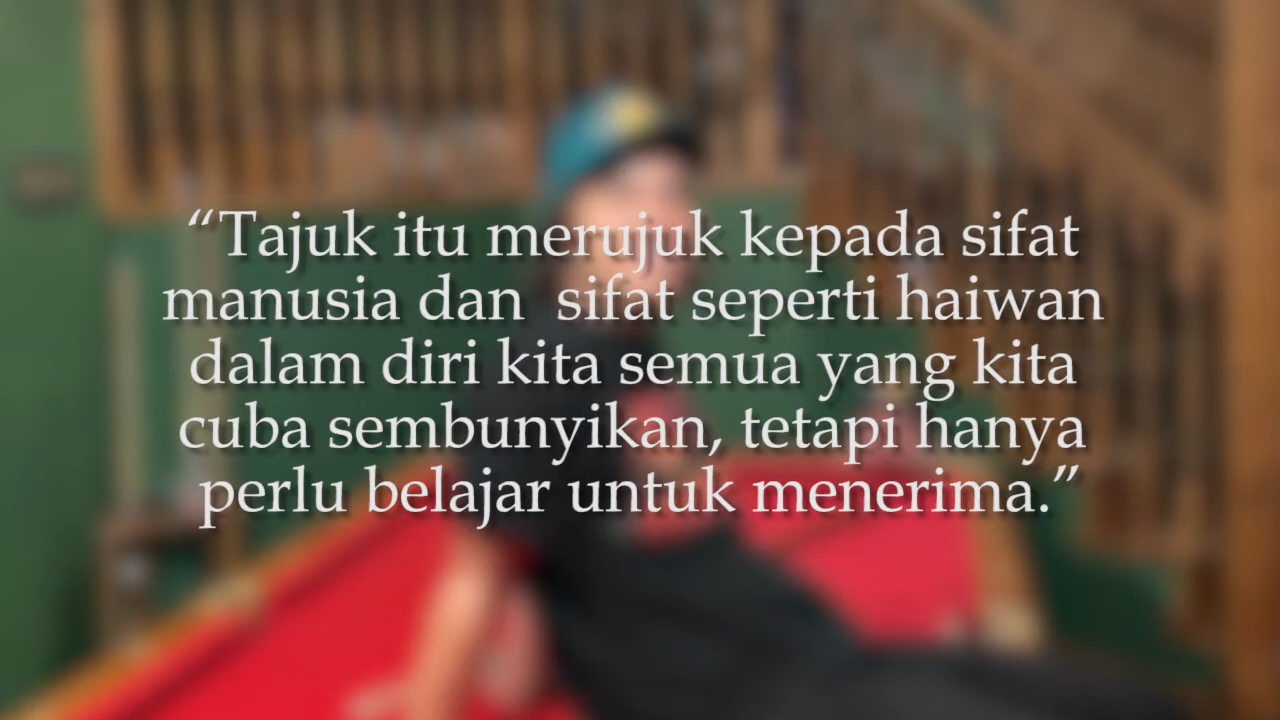 “Tajuk itu merujuk kepada sifat
manusia dan  sifat seperti haiwan
dalam diri kita semua yang kita
cuba sembunyikan, tetapi hanya
perlu belajar untuk menerima.”